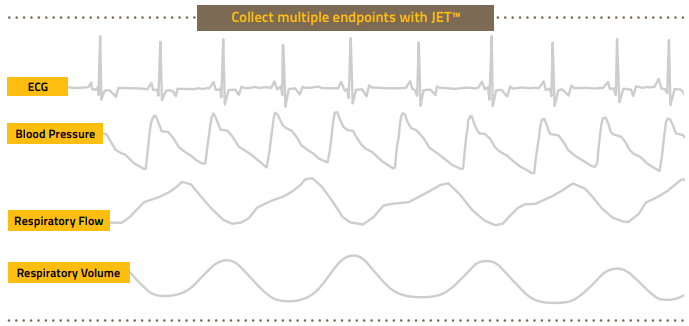 Collect multiple endpoints with JET™
ECG
Blood Pressure
Respiratory Flow
Respiratory Volume